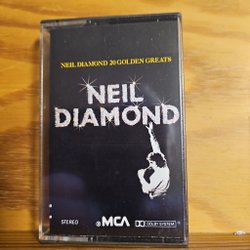 NEIL DIAMOND 20 GOLDEN GREATS
NEIL
DIAMOND
STEREO
MCA
DOLBY SYSTEM